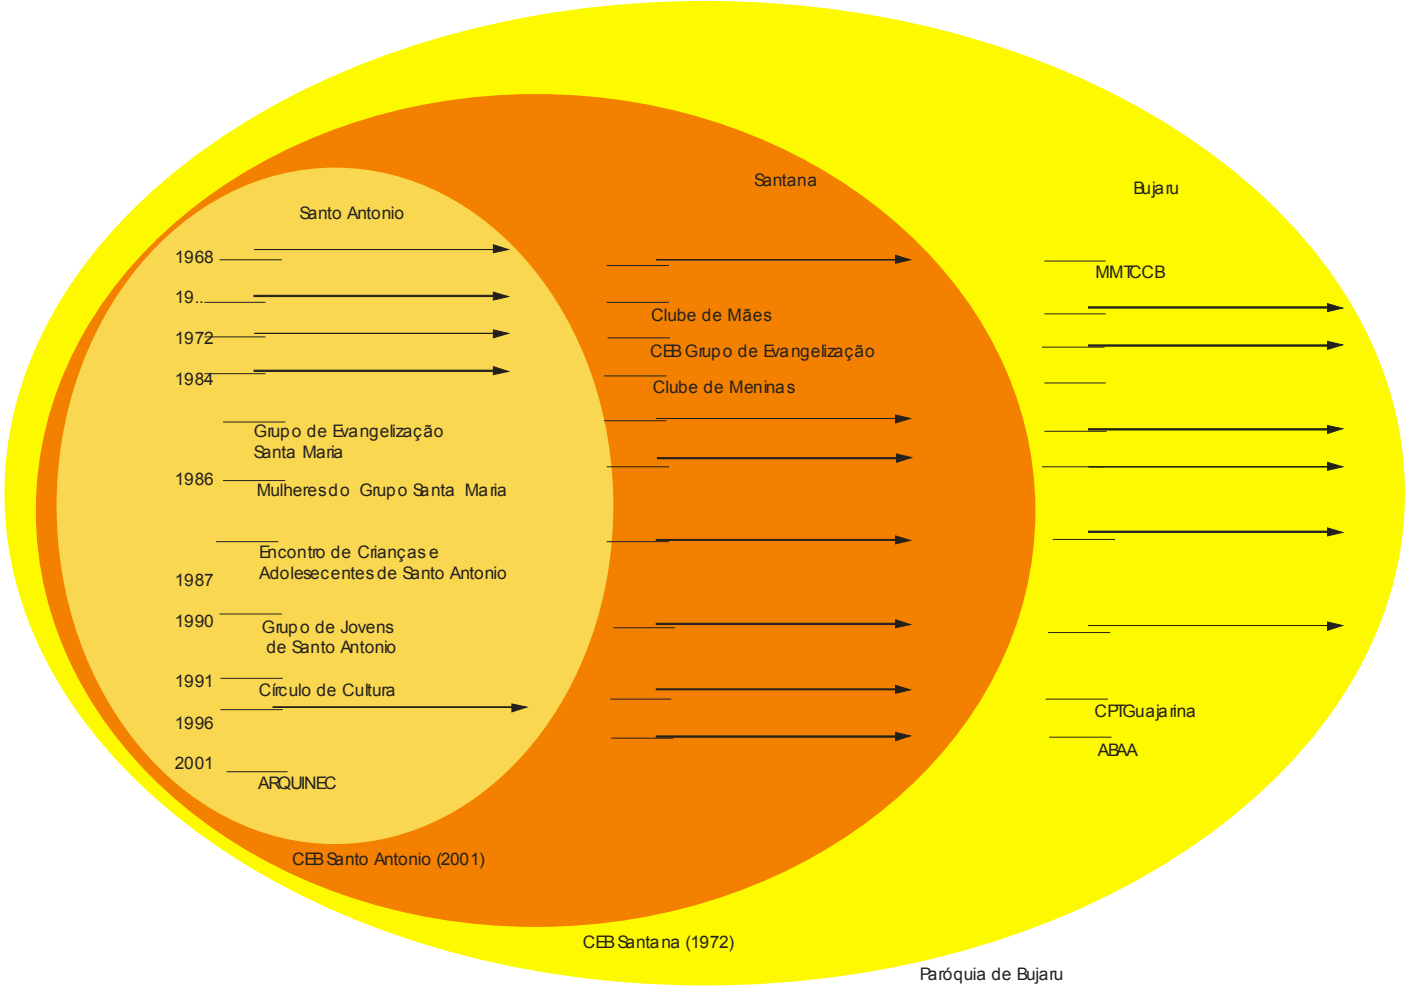 Santana
Bujaru
Santo Antonio
1968
MMTCCB
19..
Clube de Mães
1972
CEB Grupo de Evangelização
1984
Clube de Meninas
Grupo de Evangelização
Santa Maria
1986
Mulheres do Grupo Santa Maria
Encontro de Crianças e
Adolesecentes de Santo Antonio
1987
1990
Grupo de Jovens
de Santo Antonio
1991
Círculo de Cultura
CPTGuajarina
1996
ABAA
2001
ARQUINEC
CEB Santo Antonio (2001)
CEB Santana (1972)
Paróquia de Bujaru